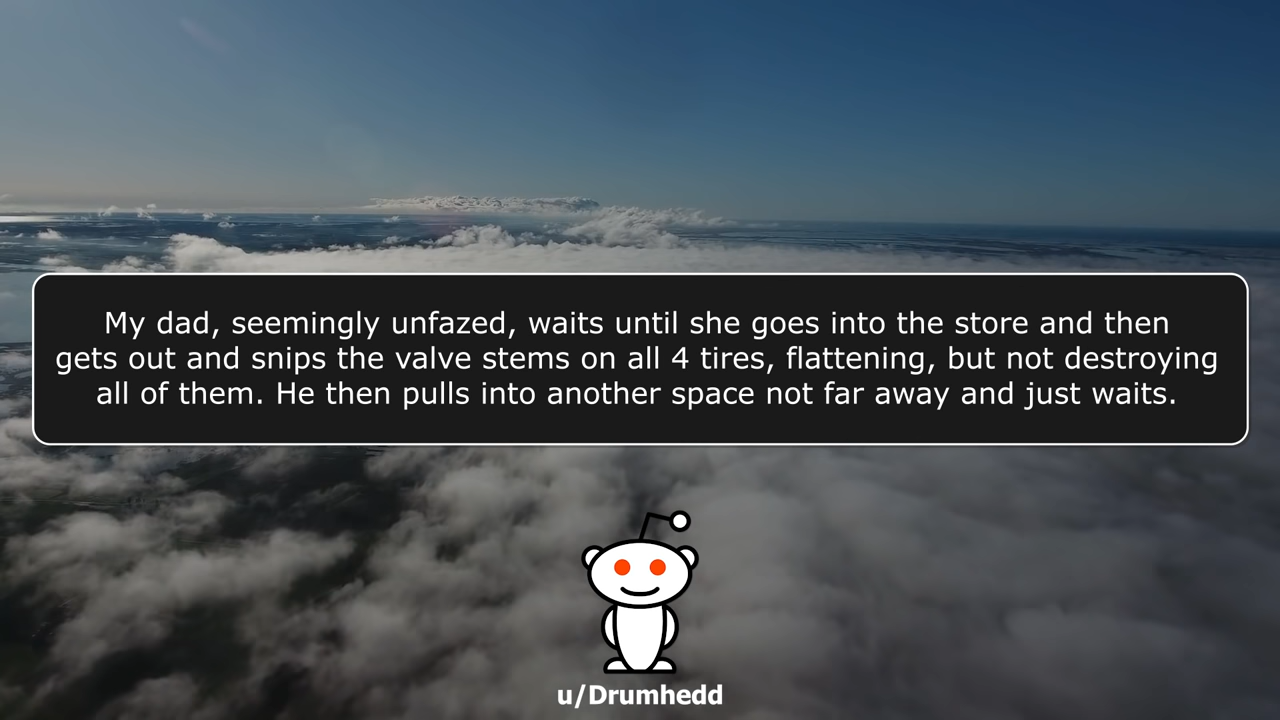 My dad, seemingly unfazed, waits until she goes into the store and then
gets out and snips the valve stems on all 4 tires, flattening, but not destroying
all of them. He then pulls into another space not far away and just waits.
u/Drumhedd